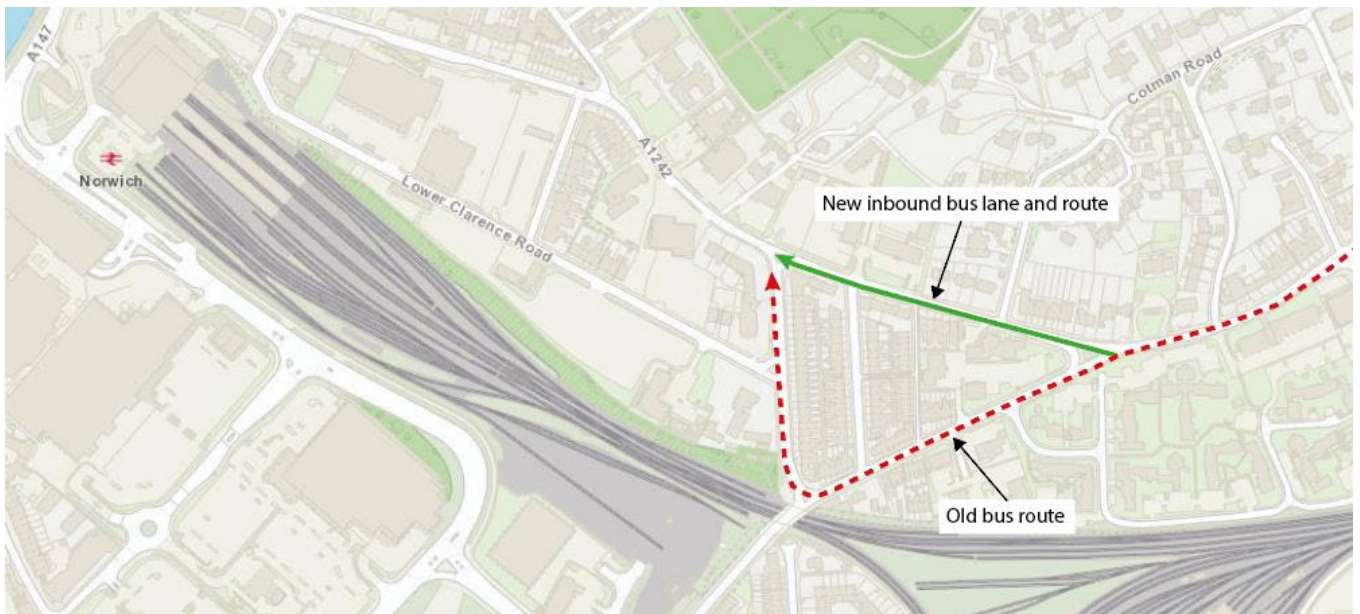 A147
Norwich
Lower Clarence Road
A1242
Cotman Road
New inbound bus lane and route
Old bus route